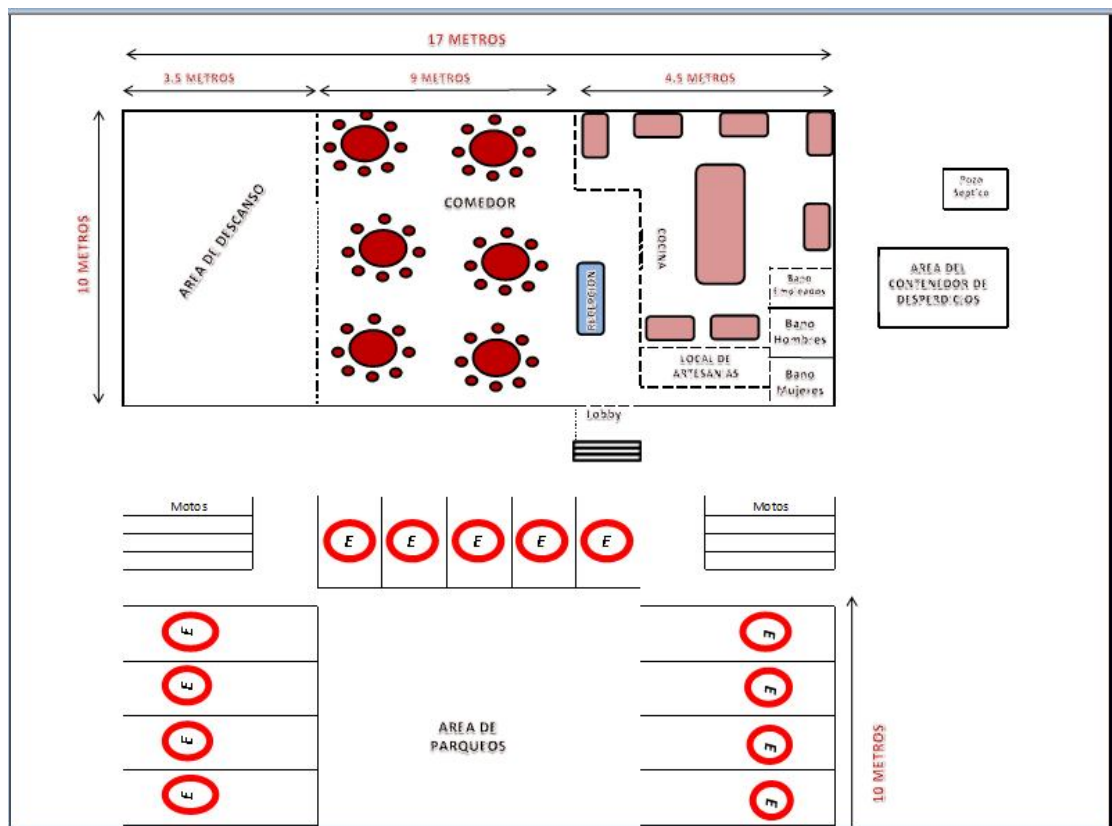 17 METROS
3.5 METROS
9 METROS
4.5 METROS
10 METROS
AREA DE DESCANSO
COMEDOR
RECEPCION
COCINA
Bano
Empleados
Bano
Hombres
Bano
Mujeres
LOCAL DE
ARTESANIAS
Pozo
Septico
AREA DEL
CONTENEDOR DE
DESPERDICIOS
Lobby
Motos
Motos
E
E
E
E
E
E
E
E
E
E
E
E
E
AREA DE
PARQUEOS
10 METROS